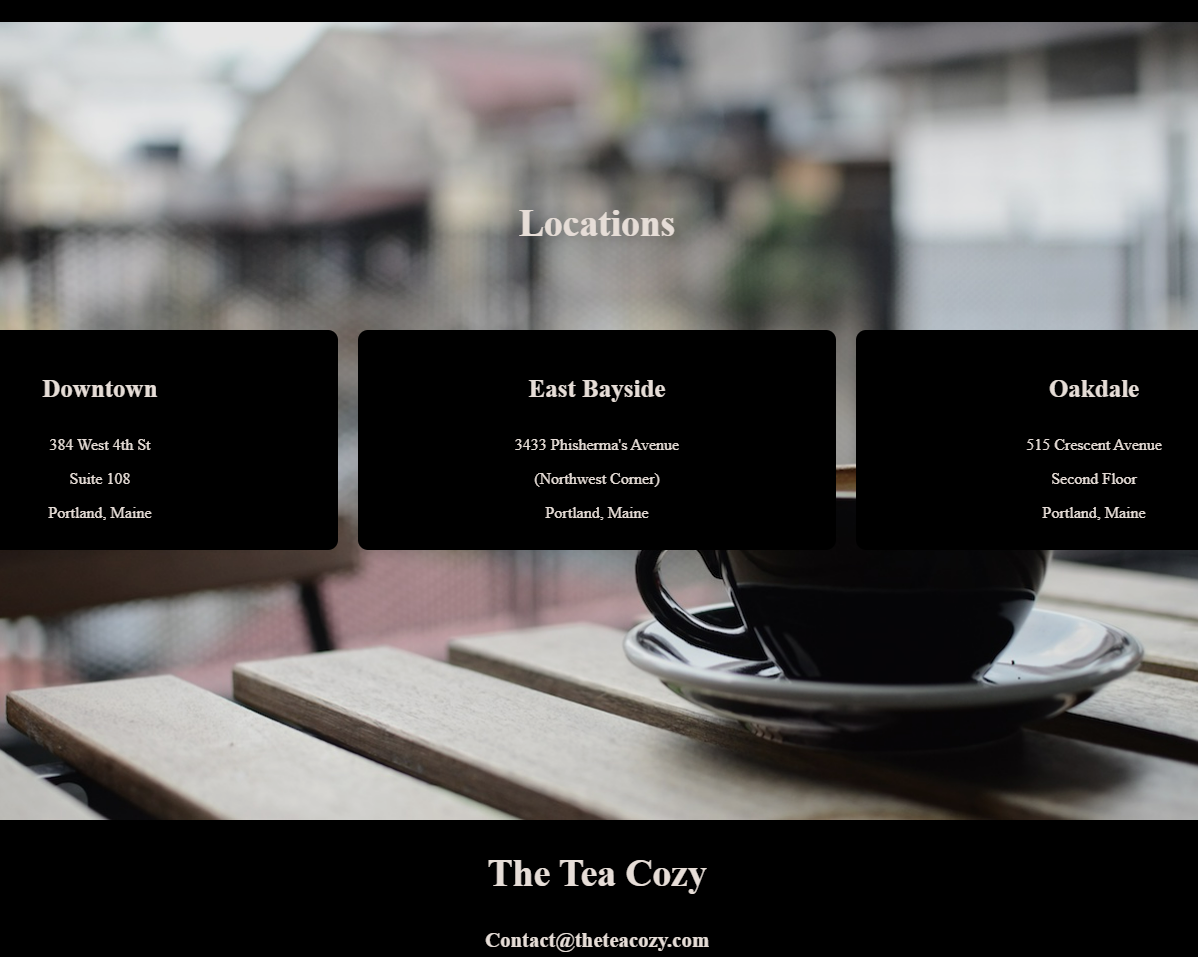 Locations
Downtown
384 West 4th St
Suite 108
Portland, Maine
East Bayside
3433 Phisherma's Avenue
(Northwest Corner)
Portland, Maine
Oakdale
515 Crescent Avenue
Second Floor
Portland, Maine
The Tea Cozy
Contact@theteacozy.com